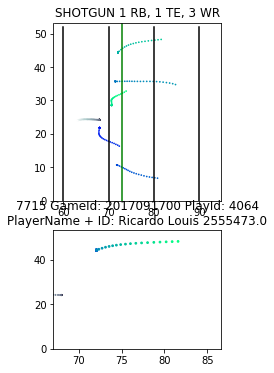 SHOTGUN 1 RB, 1 TE, 3 WR
50
40
30
20
10
0
60 70 80 90
7715 GameId: 2017091700 PlayId: 4064
PlayerName + ID: Ricardo Louis 2555473.0
40
20
0
70 75 80 85